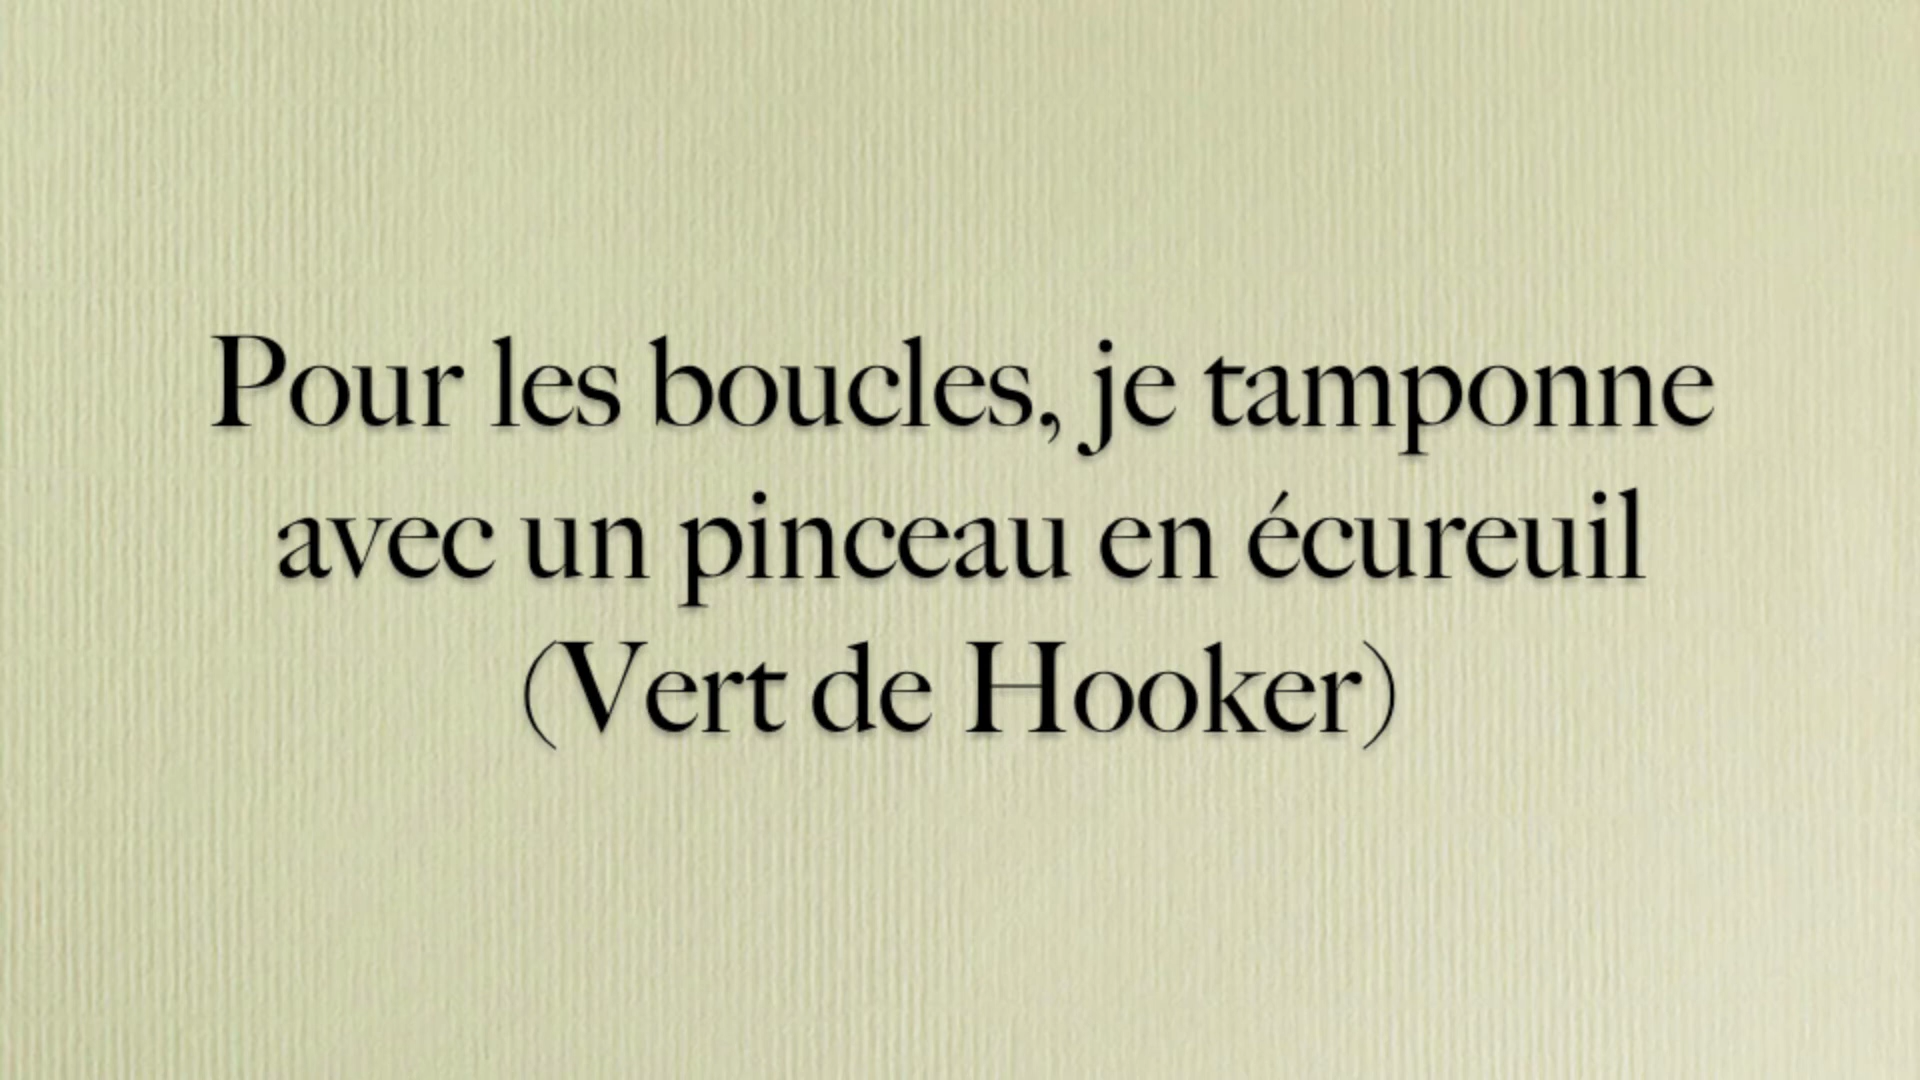 Pour les boucles, je tamponne
avec un pinceau en écureuil
(Vert de Hooker)